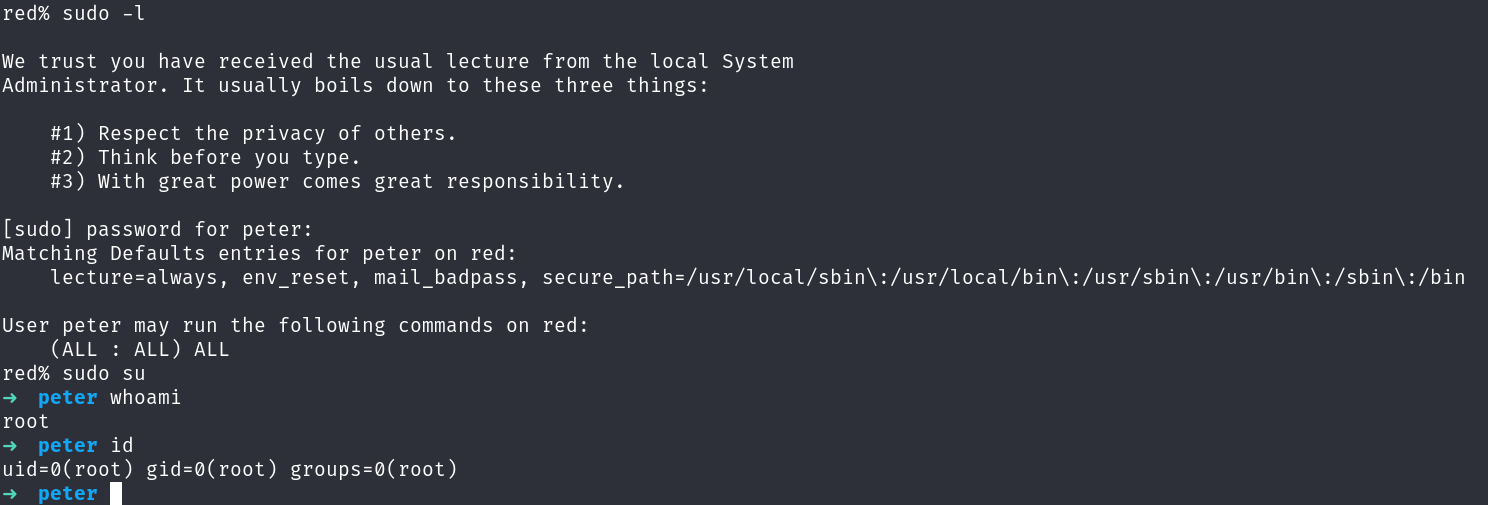 red% sudo -l
We trust you have received the usual lecture from the local System
Administrator. It usually boils down to these three things:
#1) Respect the privacy of others.
#2) Think before you type.
#3) With great power comes great responsibility.
[sudo] password for peter:
Matching Defaults entries for peter on red:
lecture=always, env_reset, mail_badpass, secure_path=/usr/local/sbin\:/usr/local/bin\:/usr/sbin\:/usr/bin\:/sbin\:/bin
User peter may run the following commands on red:
(ALL : ALL) ALL
red% sudo su
→ peter whoami
root
→ peter id
uid=0(root) gid=0(root) groups=0(root)
→ peter